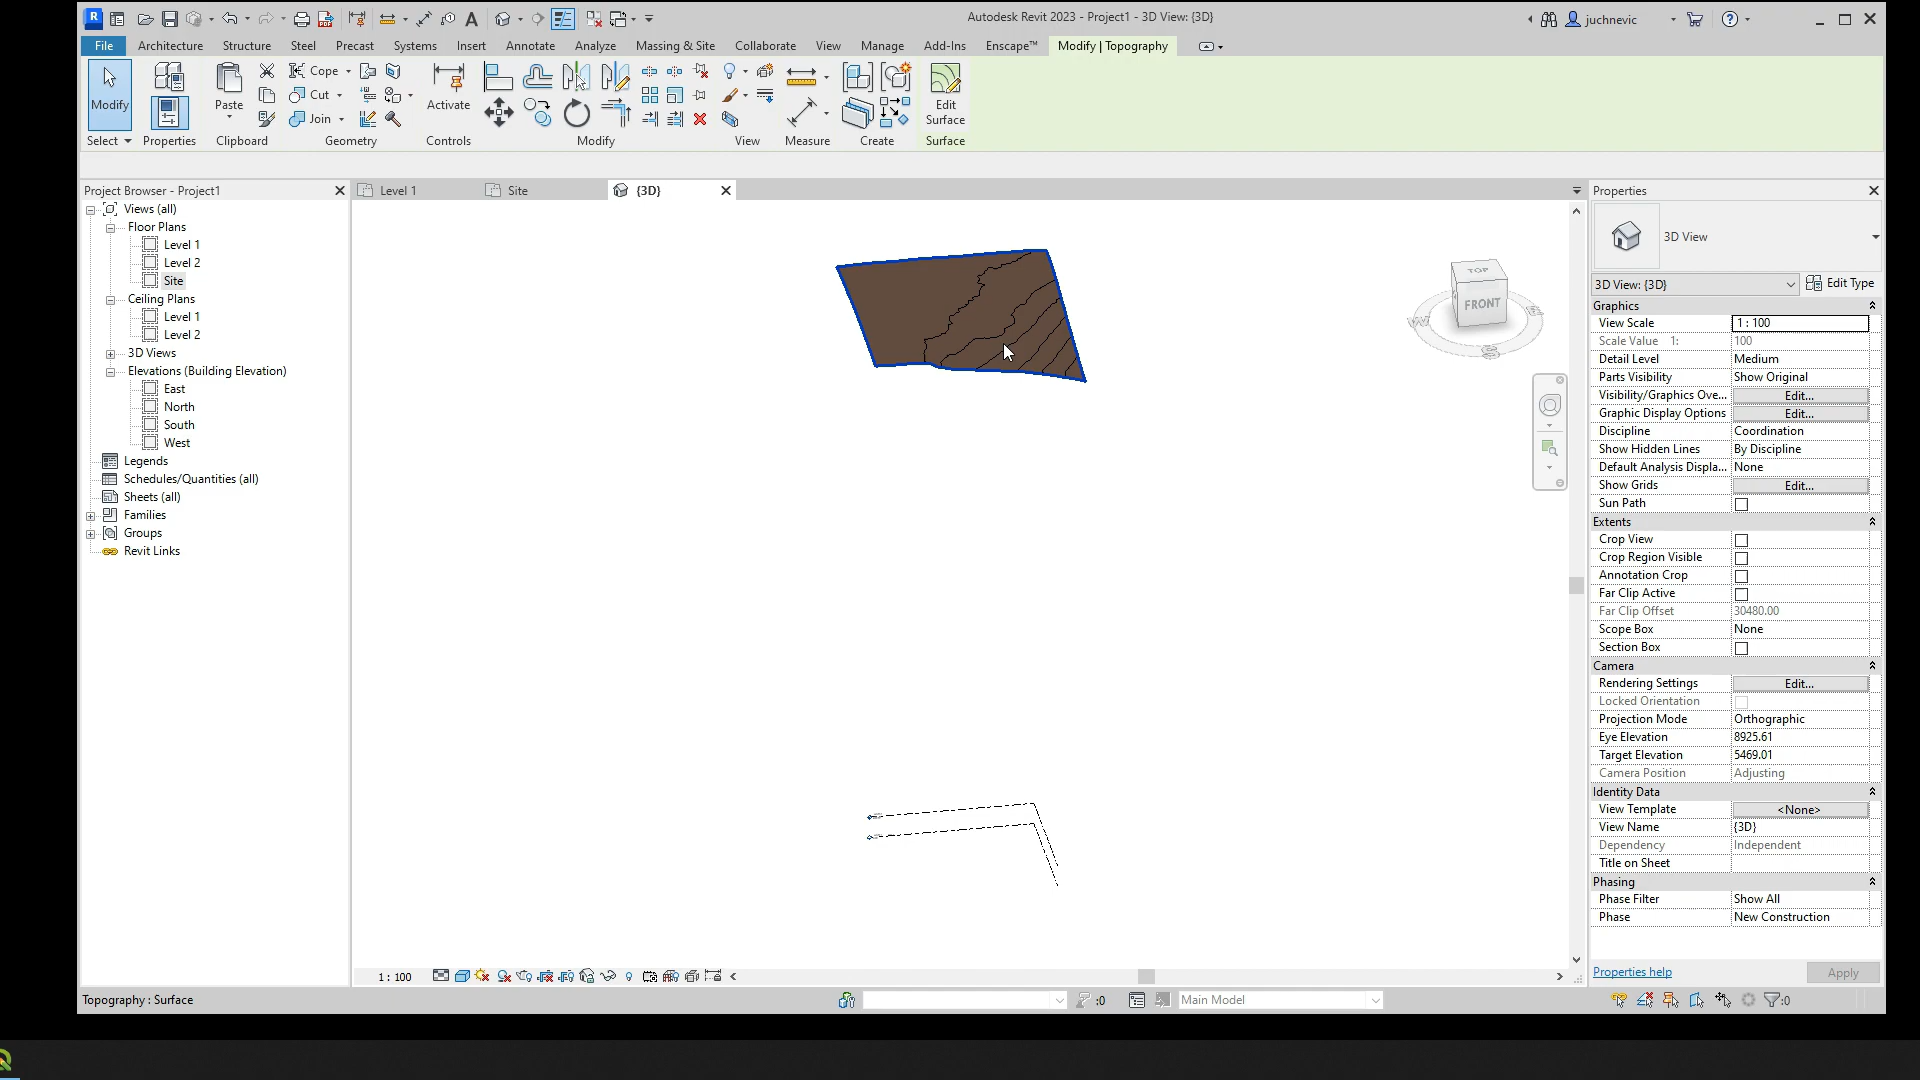 Autodesk Revit 2023 - Project1 - 3D View: {3D}
juchnevic
File
Architecture
Structure
Steel
Precast
Systems
Insert
Annotate
Analyze
Massing & Site
Collaborate
View
Manage
Add-Ins
Enscape™
Modify | Topography
Modify
Paste
Cope
Cut
Join
Activate
Edit
Surface
Select
Properties
Clipboard
Geometry
Controls
Modify
View
Measure
Create
Surface
Project Browser - Project1
Views (all)
Floor Plans
Level 1
Level 2
Site
Ceiling Plans
Level 1
Level 2
3D Views
Elevations (Building Elevation)
East
North
South
West
Legends
Schedules/Quantities (all)
Sheets (all)
Families
Groups
Revit Links
Level 1
Site
{3D}
TOP
FRONT
W
S
E
1 : 100
Properties
3D View
3D View: {3D}
Edit Type
Graphics
View Scale 1 : 100
Scale Value 1: 100
Detail Level Medium
Parts Visibility Show Original
Visibility/Graphics Ove... Edit...
Graphic Display Options Edit...
Discipline Coordination
Show Hidden Lines By Discipline
Default Analysis Displa... None
Show Grids Edit...
Sun Path
Extents
Crop View
Crop Region Visible
Annotation Crop
Far Clip Active
Far Clip Offset 30480.00
Scope Box None
Section Box
Camera
Rendering Settings Edit...
Locked Orientation
Projection Mode Orthographic
Eye Elevation 8925.61
Target Elevation 5469.01
Camera Position Adjusting
Identity Data
View Template <None>
View Name {3D}
Dependency Independent
Title on Sheet
Phasing
Phase Filter Show All
Phase New Construction
Properties help
Apply
Topography : Surface
:0
Main Model
:0